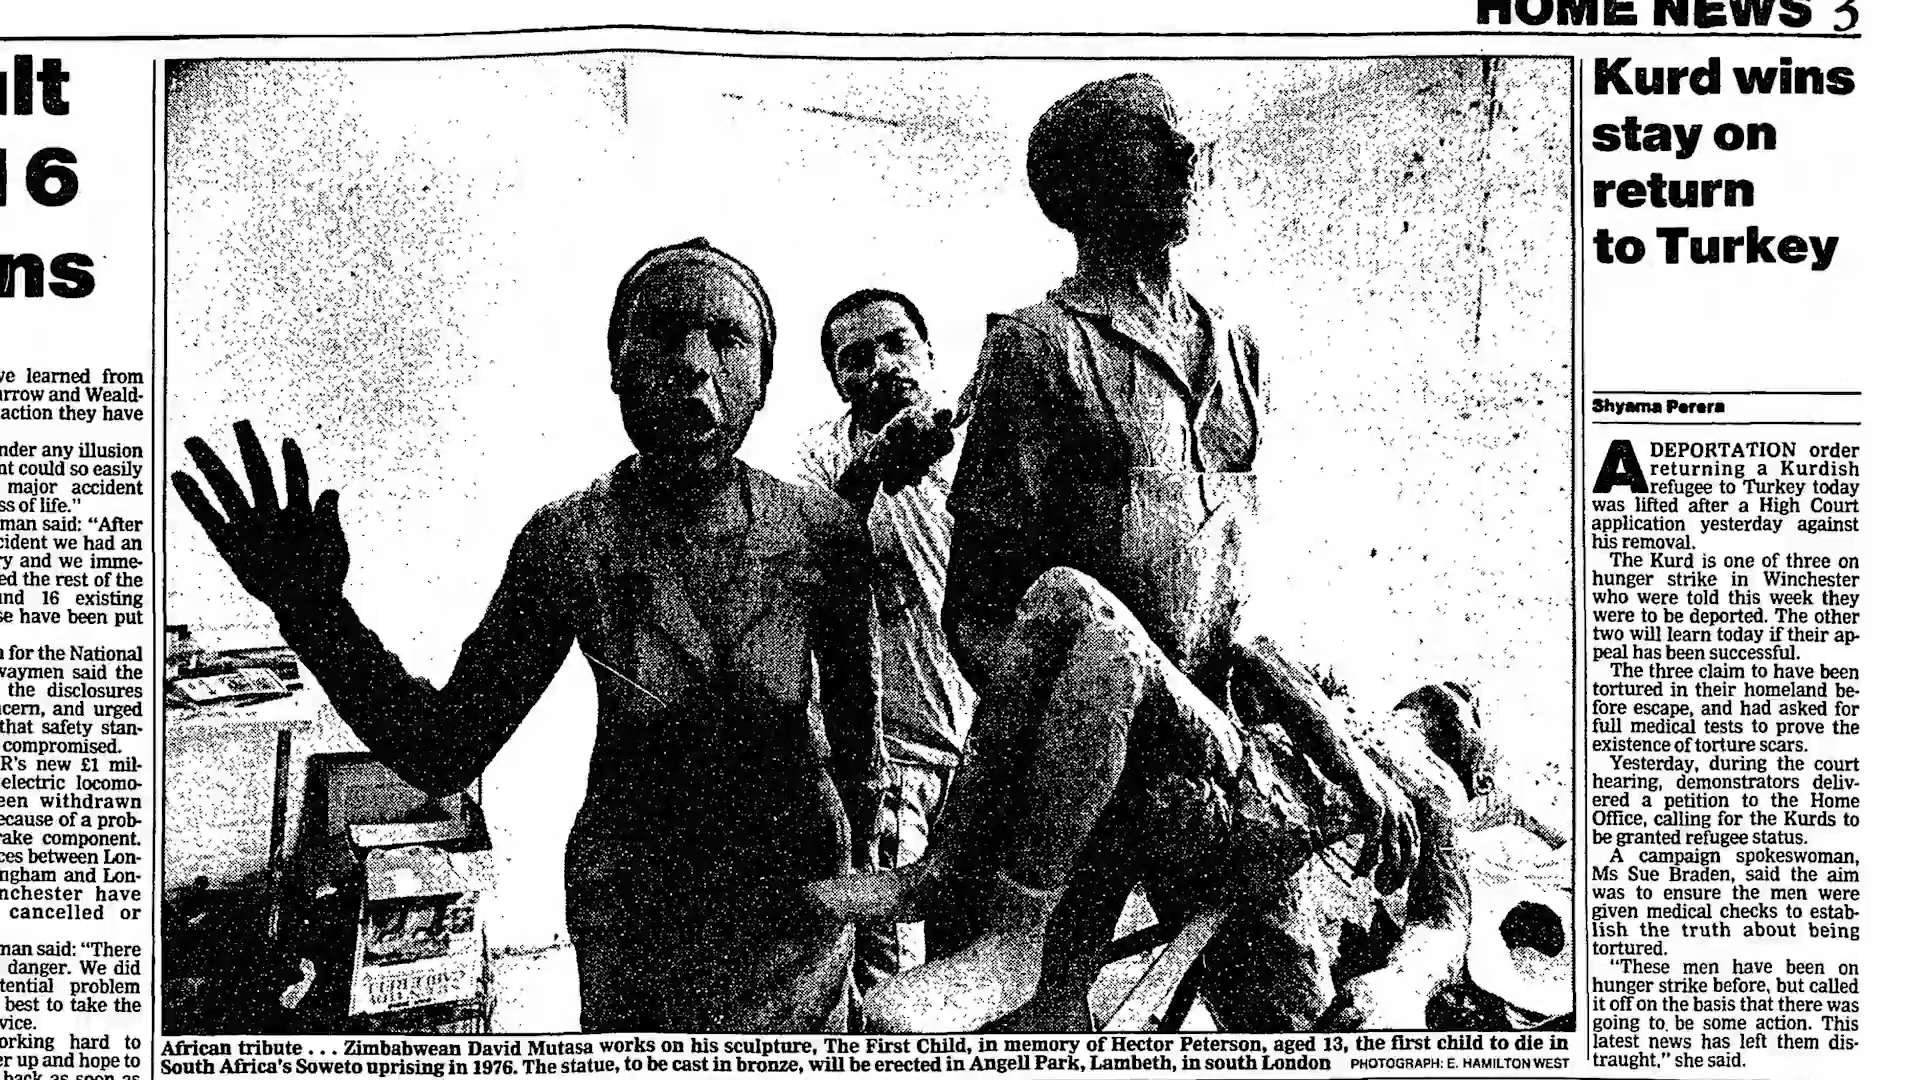 HOME NEWS 3
ult
16
ns
ve learned from
arrow and Weald-
action they have
nder any illusion
nt could so easily
major accident
ss of life."
man said: "After
cident we had an
ry and we imme-
ed the rest of the
und 16 existing
se have been put
n for the National
waymen said the
the disclosures
ncern, and urged
that safety stan-
compromised.
R's new £1 mil-
electric locomo-
een withdrawn
ecause of a prob-
rake component.
ces between Lon-
ngham and Lon-
nchester have
cancelled or
man said: "There
danger. We did
tential problem
best to take the
vice.
orking hard to
er up and hope to
back as soon as
African tribute . . . Zimbabwean David Mutasa works on his sculpture, The First Child, in memory of Hector Peterson, aged 13, the first child to die in
South Africa's Soweto uprising in 1976. The statue, to be cast in bronze, will be erected in Angell Park, Lambeth, in south London PHOTOGRAPH: E. HAMILTON WEST
Kurd wins
stay on
return
to Turkey
Shyama Perera
A DEPORTATION order
returning a Kurdish
refugee to Turkey today
was lifted after a High Court
application yesterday against
his removal.
The Kurd is one of three on
hunger strike in Winchester
who were told this week they
were to be deported. The other
two will learn today if their ap-
peal has been successful.
The three claim to have been
tortured in their homeland be-
fore escape, and had asked for
full medical tests to prove the
existence of torture scars.
Yesterday, during the court
hearing, demonstrators deliv-
ered a petition to the Home
Office, calling for the Kurds to
be granted refugee status.
A campaign spokeswoman,
Ms Sue Braden, said the aim
was to ensure the men were
given medical checks to estab-
lish the truth about being
tortured.
"These men have been on
hunger strike before, but called
it off on the basis that there was
going to be some action. This
latest news has left them dis-
traught," she said.